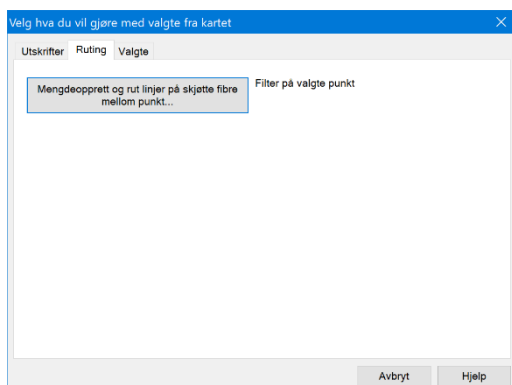 Velg hva du vil gjøre med valgte fra kartet
Utskrifter Ruting Valgte
Mengdeopprett og rut linjer på skjøtte fibre
mellom punkt...
Filter på valgte punkt
Avbryt Hjelp